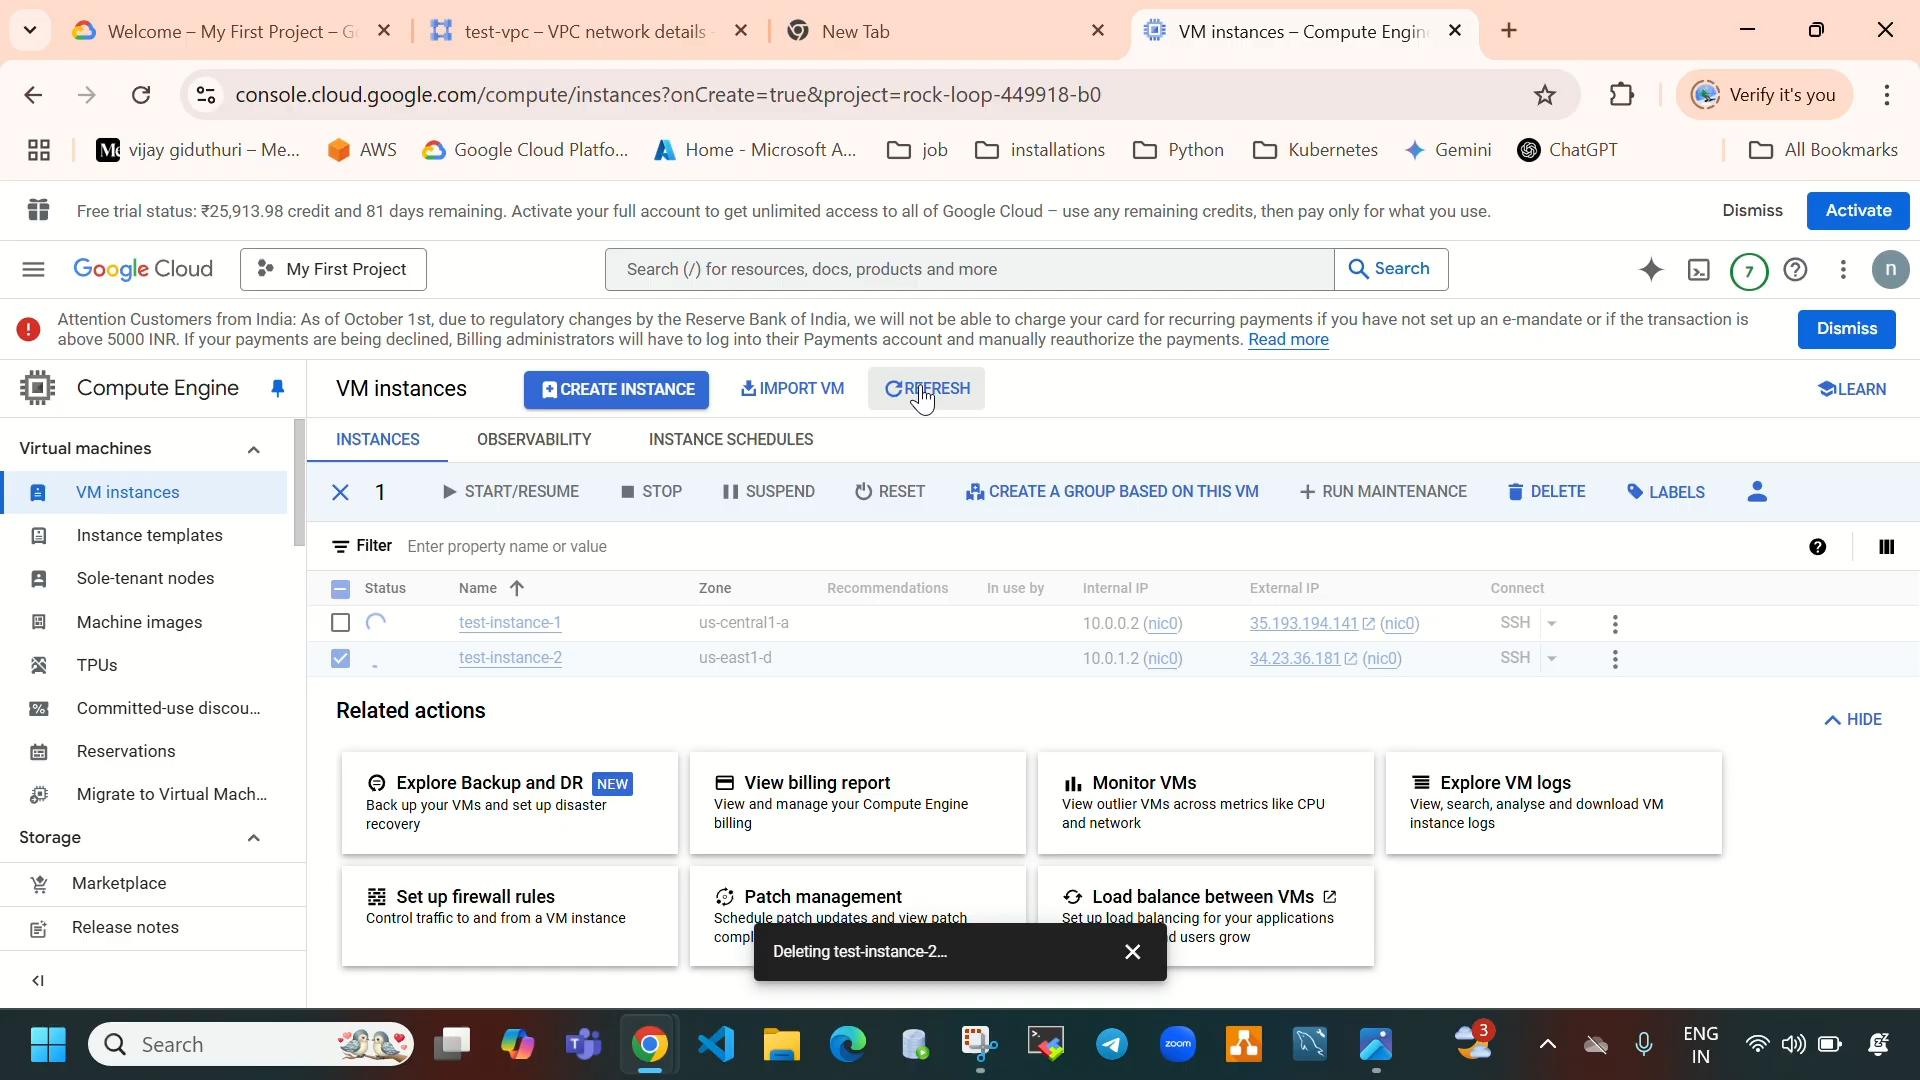 Welcome – My First Project – G
test-vpc – VPC network details -
New Tab
VM instances – Compute Engin
console.cloud.google.com/compute/instances?onCreate=true&project=rock-loop-449918-b0
Verify it's you
vijay giduthuri – Me...
AWS
Google Cloud Platfo...
Home - Microsoft A...
job
installations
Python
Kubernetes
Gemini
ChatGPT
All Bookmarks
Free trial status: ₹25,913.98 credit and 81 days remaining. Activate your full account to get unlimited access to all of Google Cloud – use any remaining credits, then pay only for what you use.
Dismiss
Activate
Google Cloud
My First Project
Search (/) for resources, docs, products and more
Search
7
n
Attention Customers from India: As of October 1st, due to regulatory changes by the Reserve Bank of India, we will not be able to charge your card for recurring payments if you have not set up an e-mandate or if the transaction is
above 5000 INR. If your payments are being declined, Billing administrators will have to log into their Payments account and manually reauthorize the payments. Read more
Dismiss
Compute Engine
VM instances
CREATE INSTANCE
IMPORT VM
REFRESH
LEARN
Virtual machines
VM instances
Instance templates
Sole-tenant nodes
Machine images
TPUs
Committed-use discou...
Reservations
Migrate to Virtual Mach...
Storage
Marketplace
Release notes
INSTANCES
OBSERVABILITY
INSTANCE SCHEDULES
1
START/RESUME
STOP
SUSPEND
RESET
CREATE A GROUP BASED ON THIS VM
RUN MAINTENANCE
DELETE
LABELS
Filter
Enter property name or value
Status
Name
Zone
Recommendations
In use by
Internal IP
External IP
Connect
test-instance-1
us-central1-a
10.0.0.2 (nic0)
35.193.194.141 (nic0)
SSH
test-instance-2
us-east1-d
10.0.1.2 (nic0)
34.23.36.181 (nic0)
SSH
Related actions
HIDE
Explore Backup and DR NEW
Back up your VMs and set up disaster
recovery
View billing report
View and manage your Compute Engine
billing
Monitor VMs
View outlier VMs across metrics like CPU
and network
Explore VM logs
View, search, analyse and download VM
instance logs
Set up firewall rules
Control traffic to and from a VM instance
Patch management
Schedule patch updates and view patch
compl
Load balance between VMs
Set up load balancing for your applications
d users grow
Deleting test-instance-2...
Search
zoom
3
ENG
IN